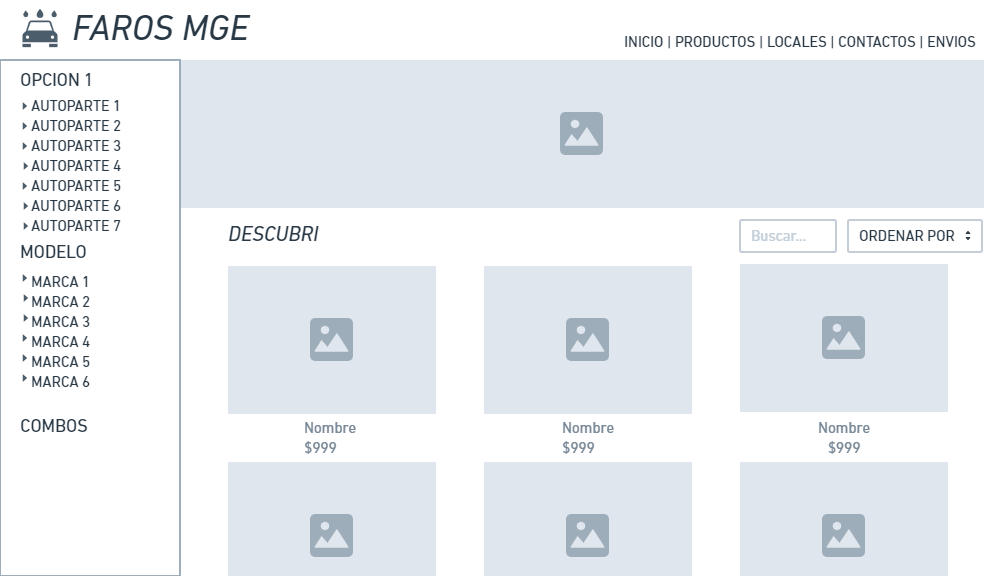 FAROS MGE
INICIO | PRODUCTOS | LOCALES | CONTACTOS | ENVIOS
OPCION 1
AUTOPARTE 1
AUTOPARTE 2
AUTOPARTE 3
AUTOPARTE 4
AUTOPARTE 5
AUTOPARTE 6
AUTOPARTE 7
MODELO
MARCA 1
MARCA 2
MARCA 3
MARCA 4
MARCA 5
MARCA 6
COMBOS
DESCUBRI
Buscar...
ORDENAR POR
Nombre
$999
Nombre
$999
Nombre
$999